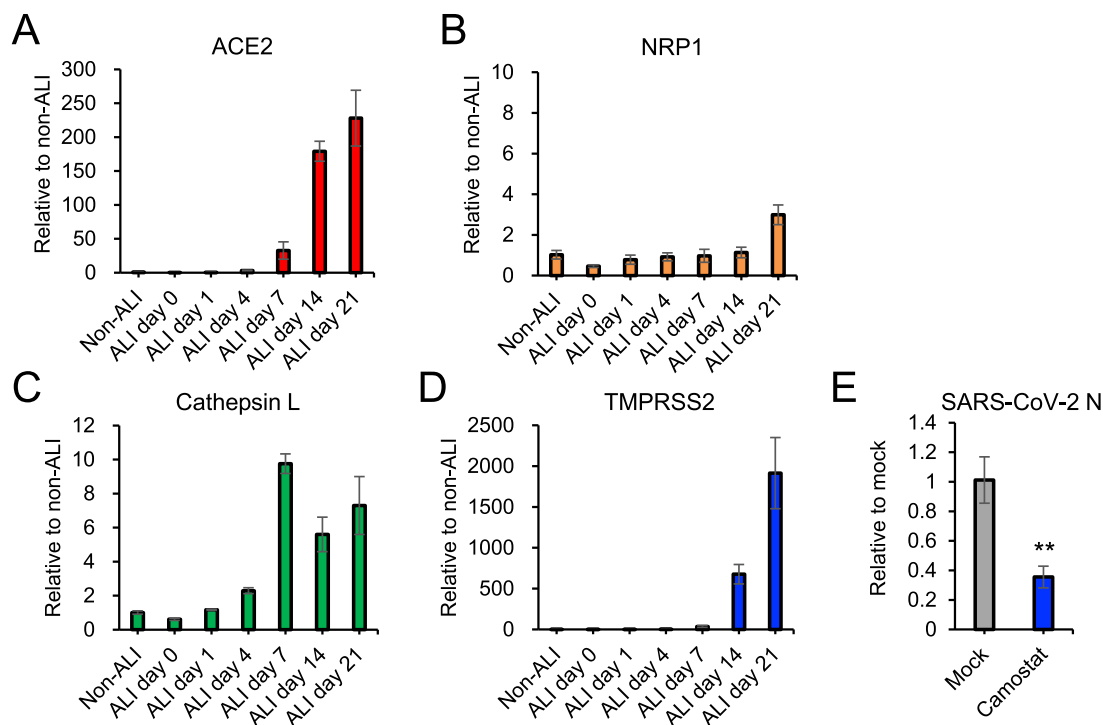 A
ACE2
Relative to non-ALI
300
250
200
150
100
50
0
Non-ALI
ALI day 0
ALI day 1
ALI day 4
ALI day 7
ALI day 14
ALI day 21
B
NRP1
Relative to non-ALI
10
8
6
4
2
0
Non-ALI
ALI day 0
ALI day 1
ALI day 4
ALI day 7
ALI day 14
ALI day 21
C
Cathepsin L
Relative to non-ALI
12
10
8
6
4
2
0
Non-ALI
ALI day 0
ALI day 1
ALI day 4
ALI day 7
ALI day 14
ALI day 21
D
TMPRSS2
Relative to non-ALI
2500
2000
1500
1000
500
0
Non-ALI
ALI day 0
ALI day 1
ALI day 4
ALI day 7
ALI day 14
ALI day 21
E
SARS-CoV-2 N
Relative to mock
1.4
1.2
1
0.8
0.6
0.4
0.2
0
**
Mock
Camostat